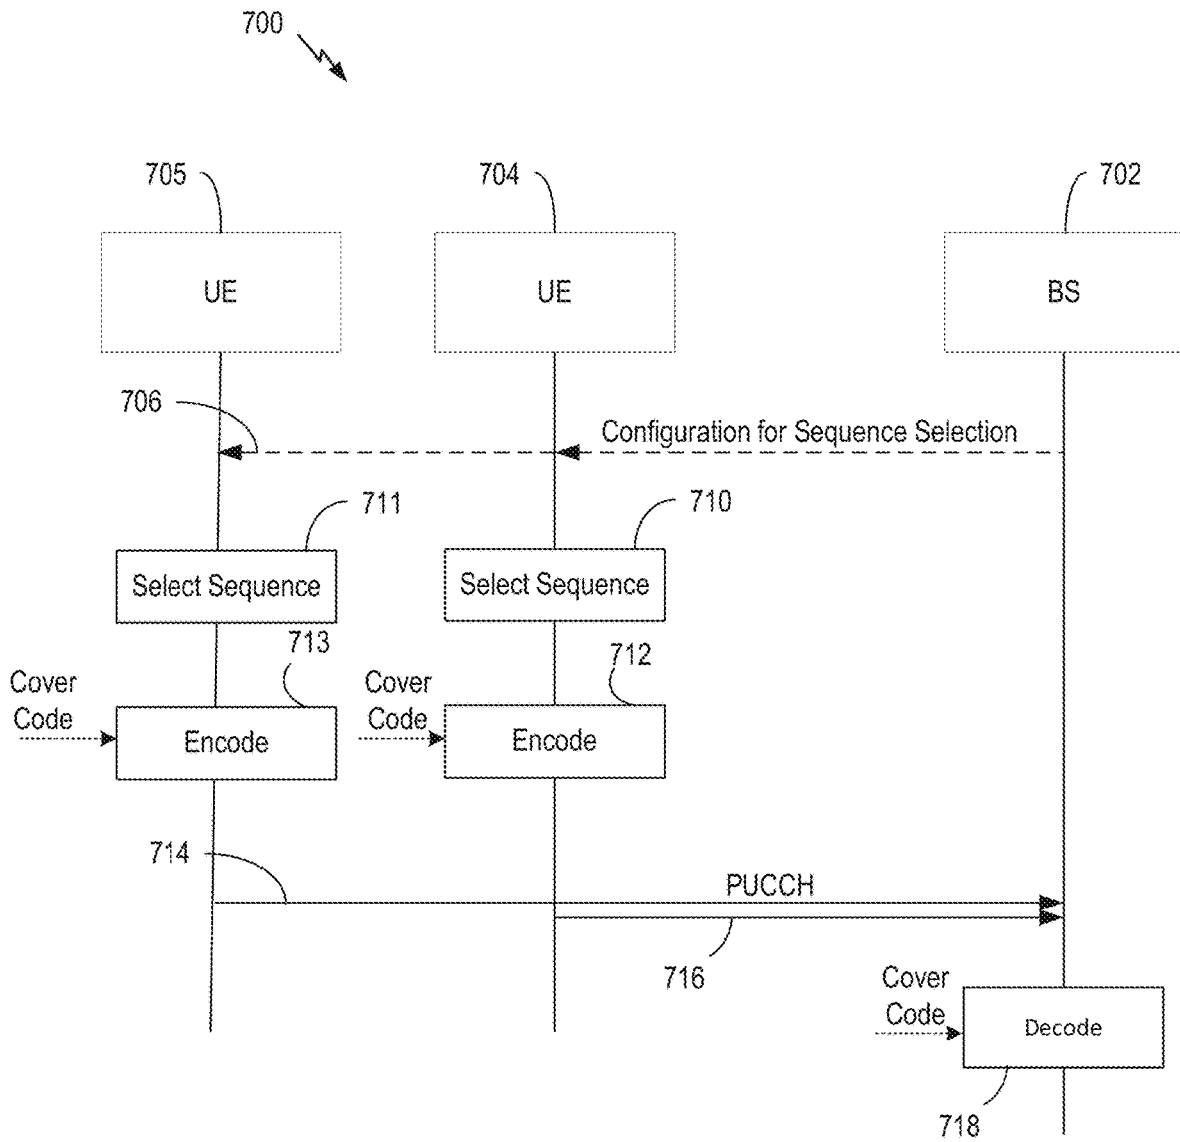 700
705
704
702
UE
UE
BS
706
Configuration for Sequence Selection
711
710
Select Sequence
Select Sequence
713
712
Cover
Code
Cover
Code
Encode
Encode
714
PUCCH
716
Cover
Code
Decode
718